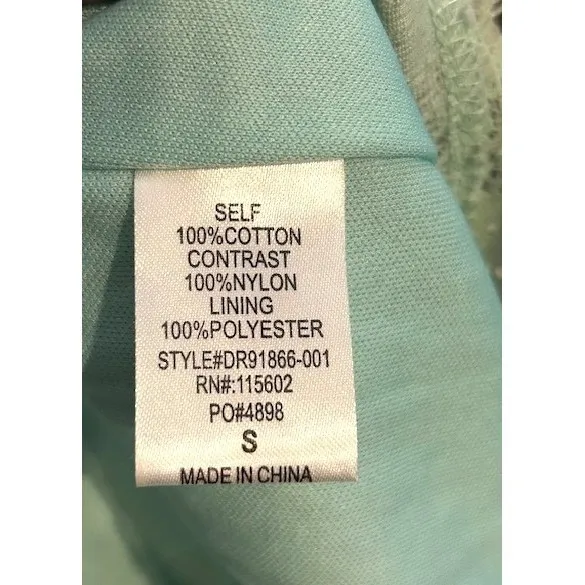 SELF
100%COTTON
CONTRAST
100%NYLON
LINING
100%POLYESTER
STYLE#DR91866-001
RN#:115602
PO#4898
S
MADE IN CHINA